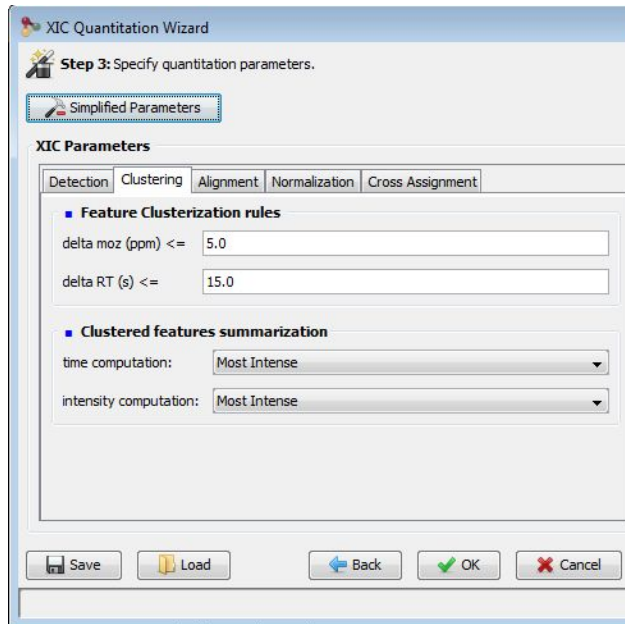 XIC Quantitation Wizard
Step 3: Specify quantitation parameters.
Simplified Parameters
XIC Parameters
Detection Clustering Alignment Normalization Cross Assignment
Feature Clusterization rules
delta moz (ppm) <= 5.0
delta RT (s) <= 15.0
Clustered features summarization
time computation: Most Intense
intensity computation: Most Intense
Save Load Back OK Cancel